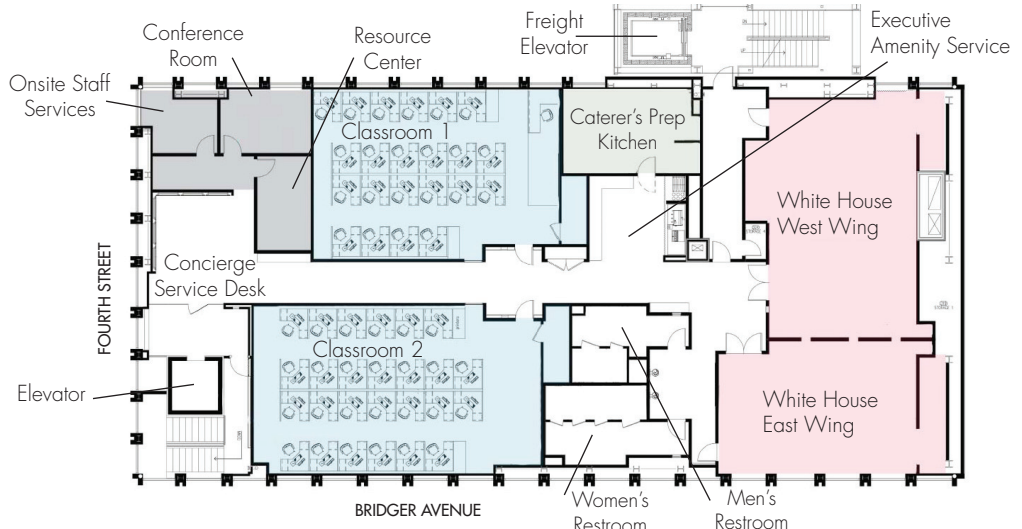 Freight
Elevator
Executive
Amenity Service
Conference
Room
Resource
Center
Onsite Staff
Services
Classroom 1
Caterer's Prep
Kitchen
White House
West Wing
Concierge
Service Desk
FOURTH STREET
Classroom 2
Elevator
White House
East Wing
BRIDGER AVENUE
Women's
Restroom
Men's
Restroom